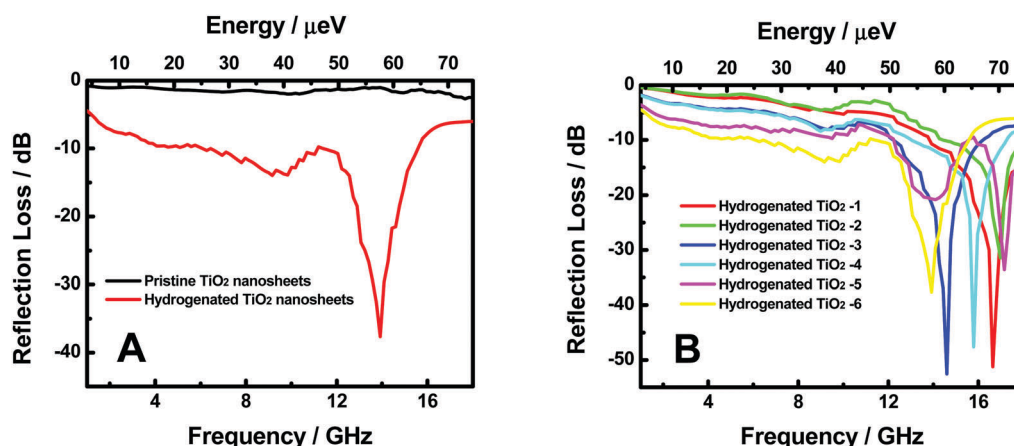 Energy / μeV
10 20 30 40 50 60 70
0
-10
-20
-30
-40
Reflection Loss / dB
Pristine TiO₂ nanosheets
Hydrogenated TiO₂ nanosheets
A
4 8 12 16
Frequency / GHz
Energy / μeV
10 20 30 40 50 60 70
0
-10
-20
-30
-40
-50
Reflection Loss / dB
Hydrogenated TiO₂ -1
Hydrogenated TiO₂ -2
Hydrogenated TiO₂ -3
Hydrogenated TiO₂ -4
Hydrogenated TiO₂ -5
Hydrogenated TiO₂ -6
B
4 8 12 16
Frequency / GHz